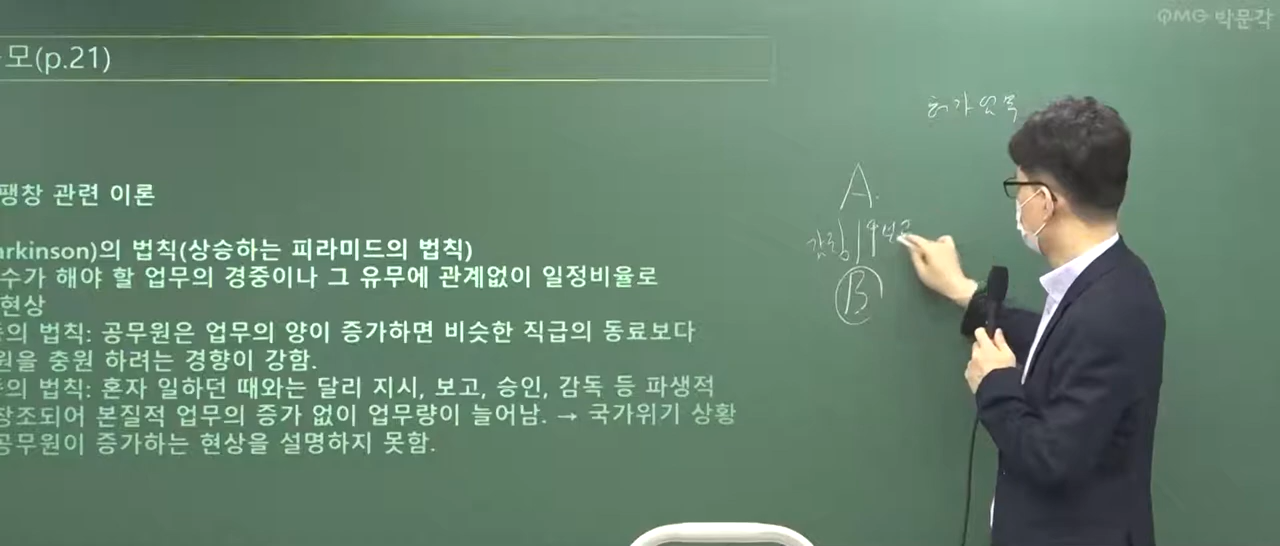 QMG 박문각
모(p.21)
허가업무
팽창 관련 이론
A.
arkinson)의 법칙(상승하는 피라미드의 법칙)
감독
수가 해야 할 업무의 경중이나 그 유무에 관계없이 일정비율로
B
현상
의 법칙: 공무원은 업무의 양이 증가하면 비슷한 직급의 동료보다
원을 충원 하려는 경향이 강함.
의 법칙: 혼자 일하던 때와는 달리 지시, 보고, 승인, 감독 등 파생적
창조되어 본질적 업무의 증가 없이 업무량이 늘어남. → 국가위기 상황
공무원이 증가하는 현상을 설명하지 못함.